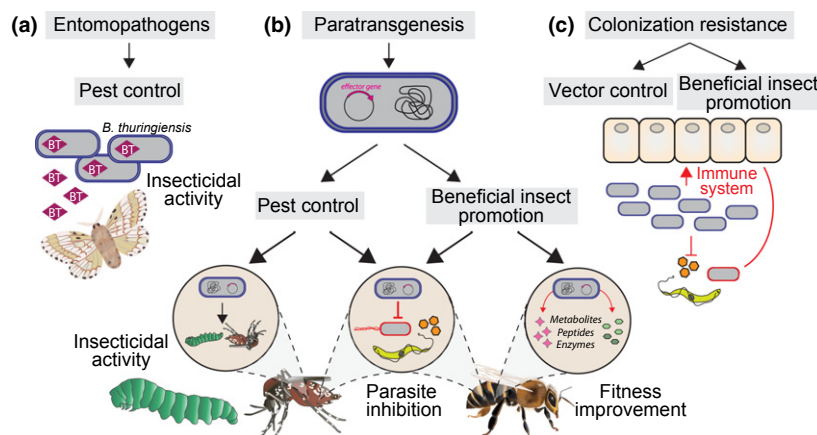 (a) Entomopathogens
Pest control
B. thuringiensis
BT
BT
BT
BT
BT
BT
Insecticidal
activity
(b) Paratransgenesis
effector gene
Pest control
Beneficial insect
promotion
Metabolites
Peptides
Enzymes
Insecticidal
activity
Parasite
inhibition
Fitness
improvement
(c) Colonization resistance
Vector control
Beneficial insect
promotion
Immune
system